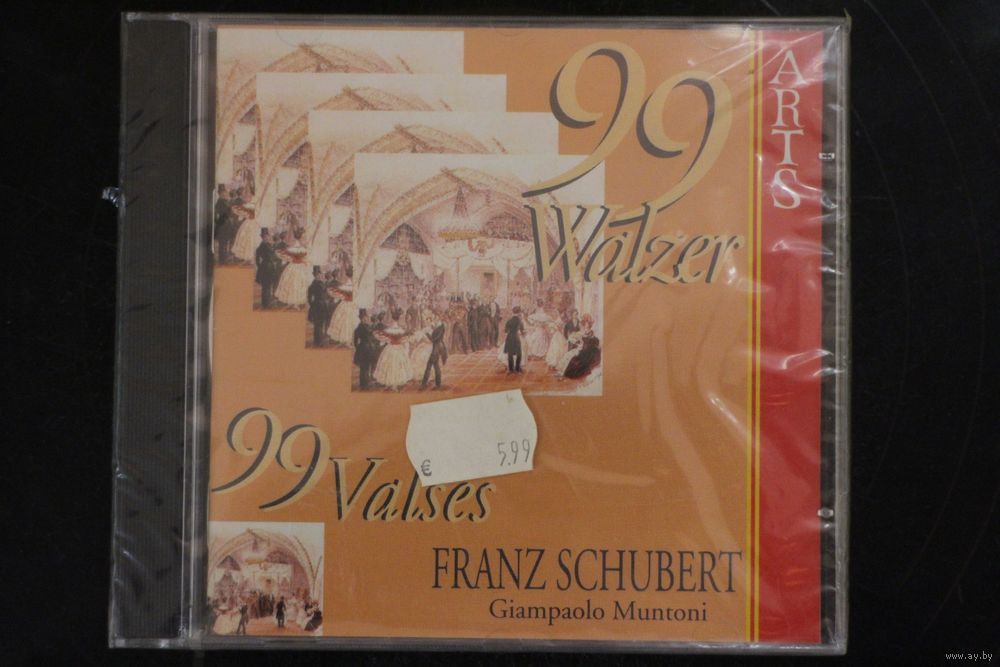 99
Walzer
ARTS
€ 5.99
99 Valses
FRANZ SCHUBERT
Giampaolo Muntoni
www.ay.by